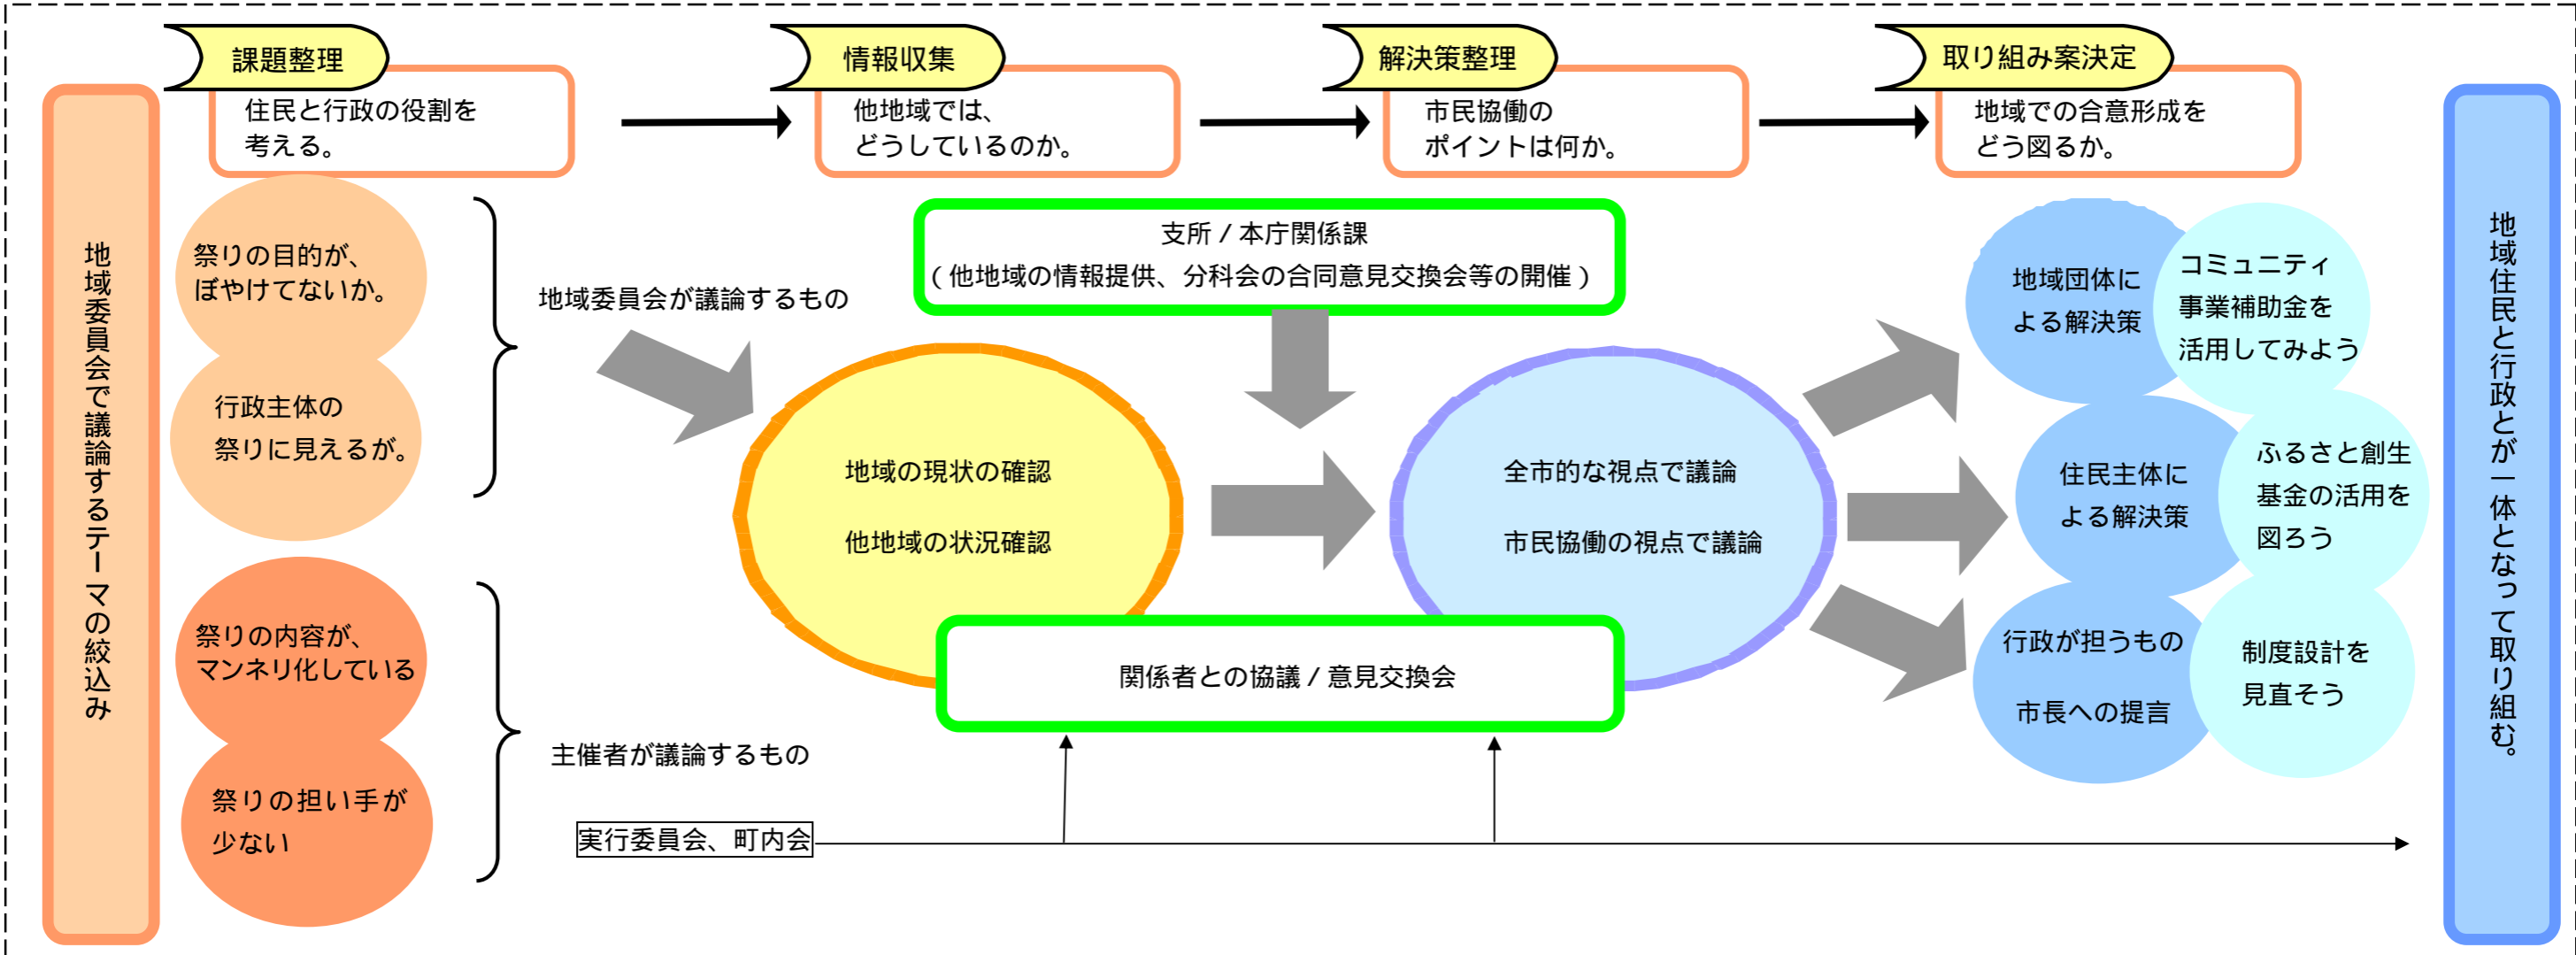 課題整理
住民と行政の役割を
考える。
情報収集
他地域では、
どうしているのか。
解決策整理
市民協働の
ポイントは何か。
取り組み案決定
地域での合意形成を
どう図るか。
地域委員会で議論するテーマの絞込み
祭りの目的が、
ぼやけてないか。
行政主体の
祭りに見えるが。
地域委員会が議論するもの
祭りの内容が、
マンネリ化している
祭りの担い手が
少ない
主催者が議論するもの
実行委員会、町内会
支所 / 本庁関係課
( 他地域の情報提供、分科会の合同意見交換会等の開催 )
地域の現状の確認
他地域の状況確認
全市的な視点で議論
市民協働の視点で議論
関係者との協議 / 意見交換会
地域団体に
よる解決策
コミュニティ
事業補助金を
活用してみよう
住民主体に
よる解決策
ふるさと創生
基金の活用を
図ろう
行政が担うもの
市長への提言
制度設計を
見直そう
地域住民と行政とが一体となって取り組む。